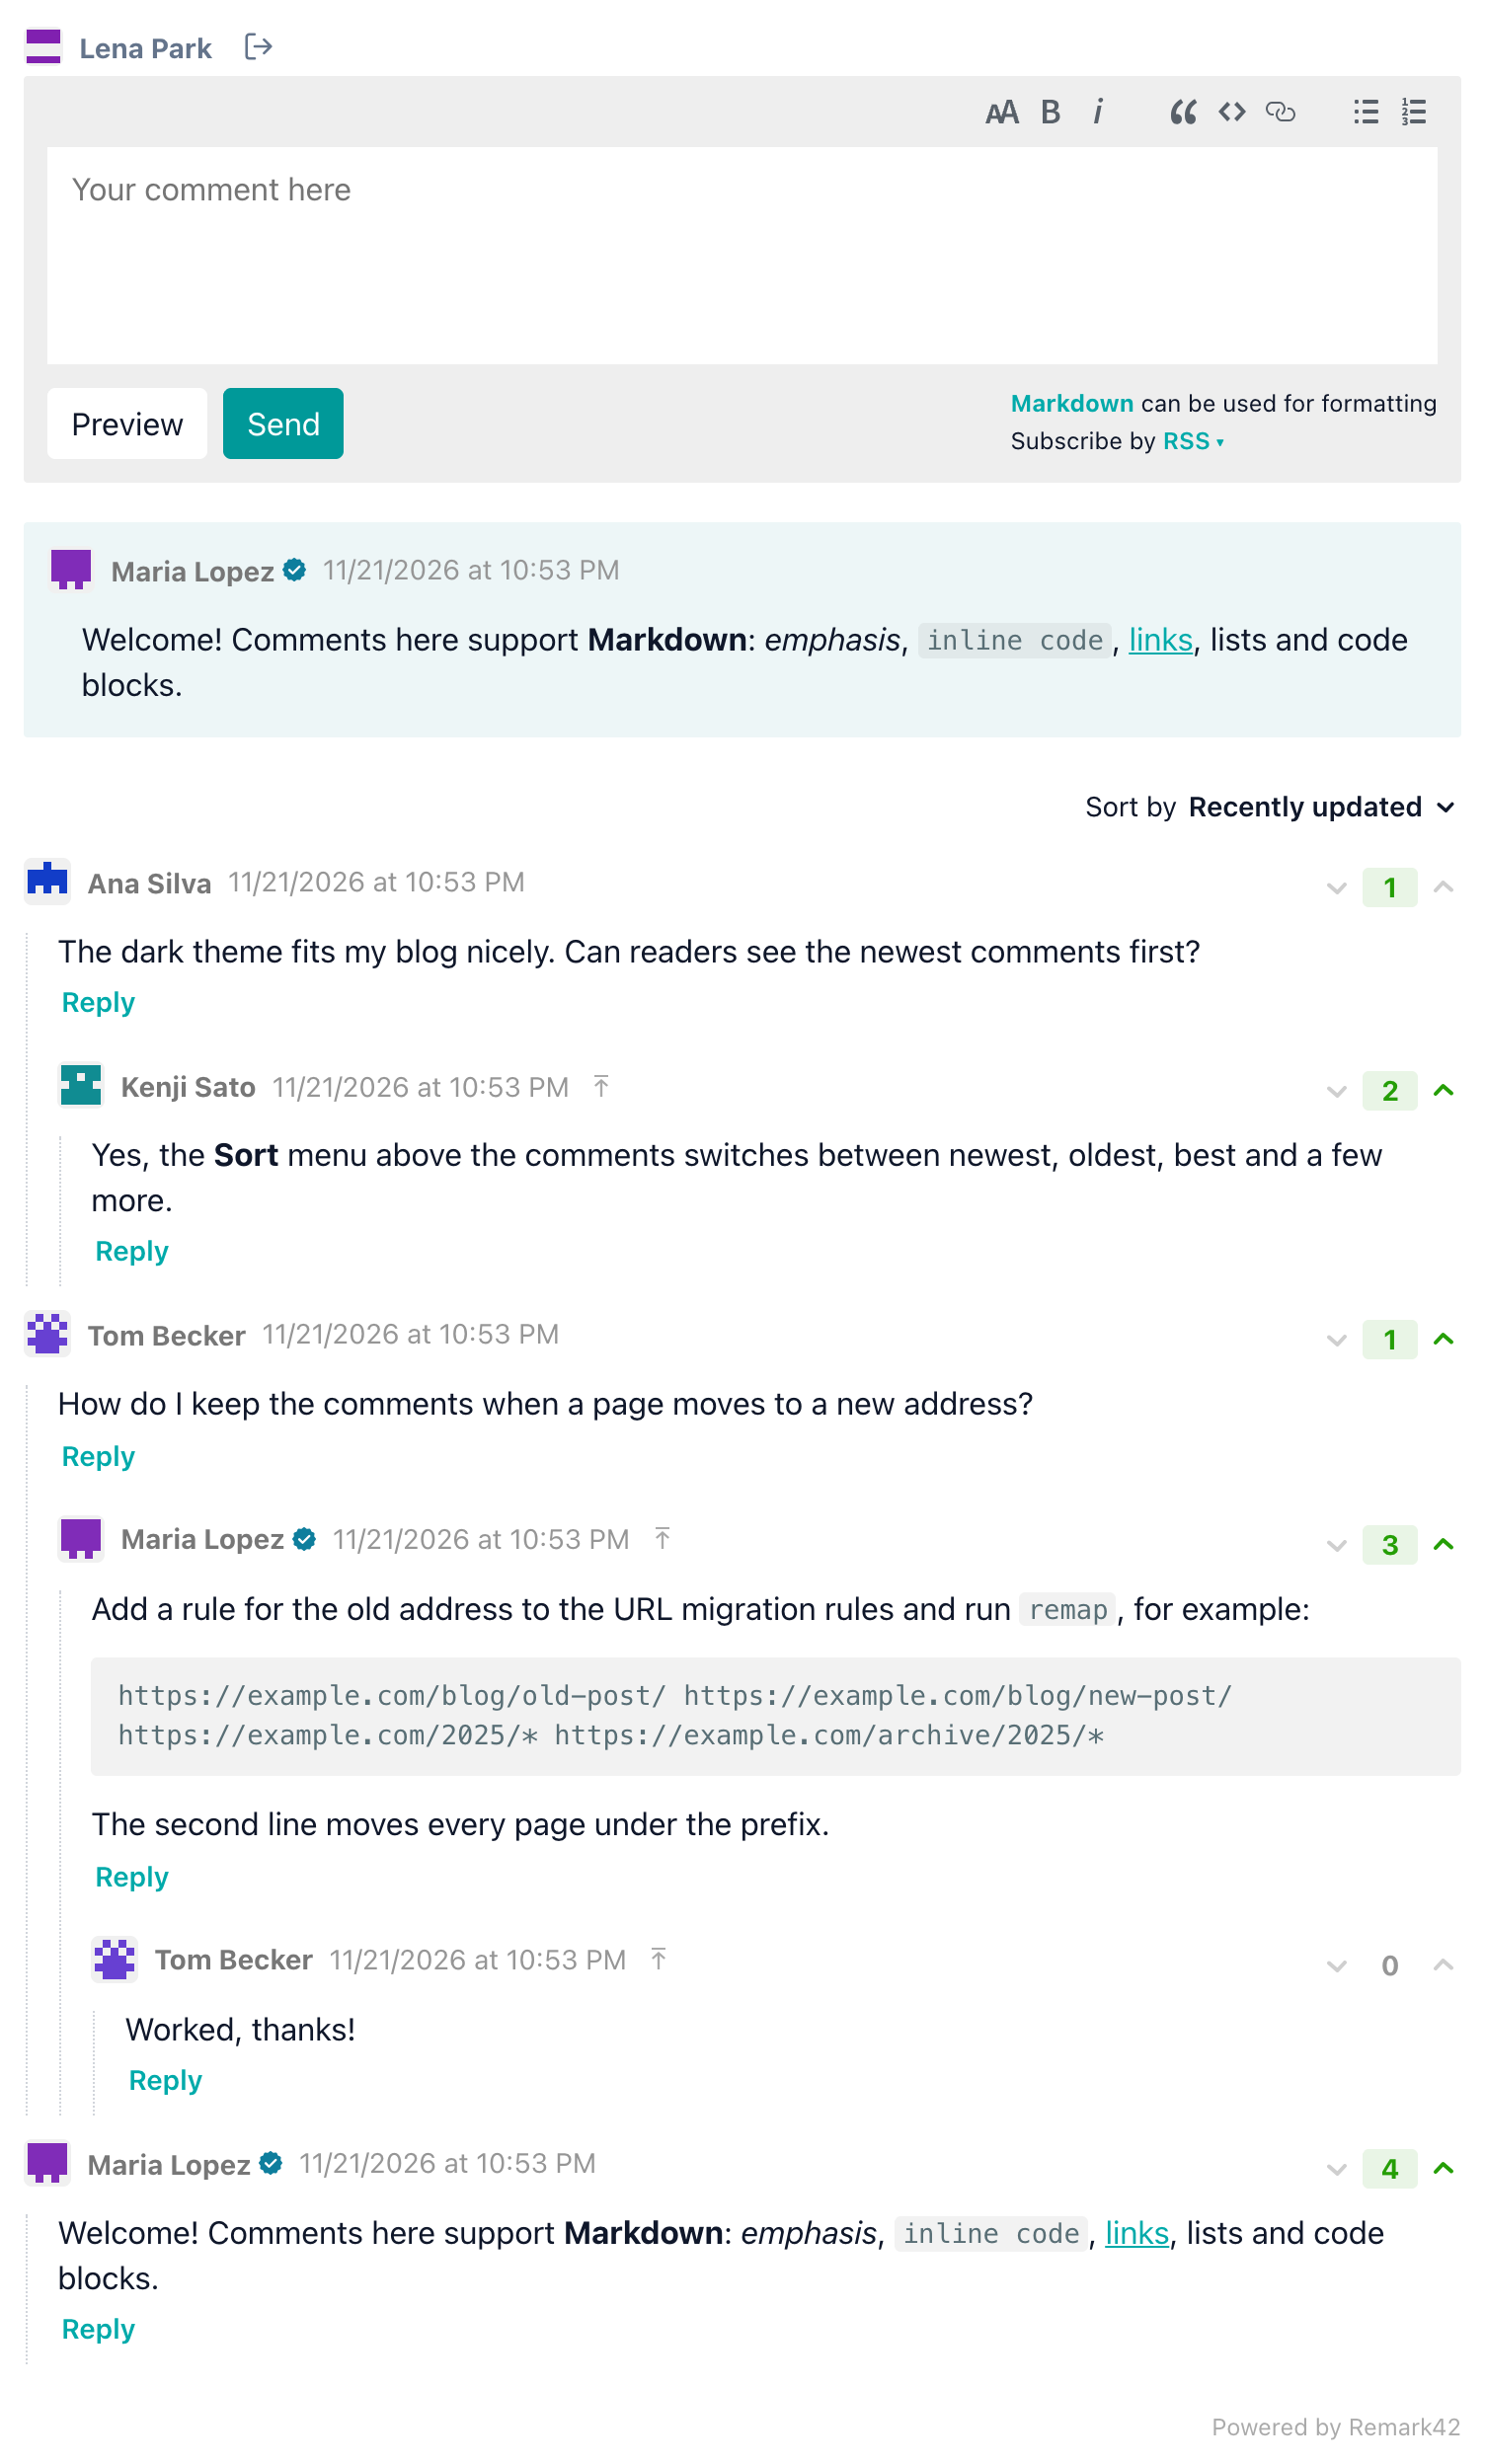 Lena Park
AA B i
Your comment here
Preview Send
Markdown can be used for formatting
Subscribe by RSS ▾
Maria Lopez 11/21/2026 at 10:53 PM
Welcome! Comments here support Markdown: emphasis, inline code, links, lists and code
blocks.
Sort by Recently updated
Ana Silva 11/21/2026 at 10:53 PM 1
The dark theme fits my blog nicely. Can readers see the newest comments first?
Reply
Kenji Sato 11/21/2026 at 10:53 PM 2
Yes, the Sort menu above the comments switches between newest, oldest, best and a few
more.
Reply
Tom Becker 11/21/2026 at 10:53 PM 1
How do I keep the comments when a page moves to a new address?
Reply
Maria Lopez 11/21/2026 at 10:53 PM 3
Add a rule for the old address to the URL migration rules and run remap, for example:
https://example.com/blog/old-post/ https://example.com/blog/new-post/
https://example.com/2025/* https://example.com/archive/2025/*
The second line moves every page under the prefix.
Reply
Tom Becker 11/21/2026 at 10:53 PM 0
Worked, thanks!
Reply
Maria Lopez 11/21/2026 at 10:53 PM 4
Welcome! Comments here support Markdown: emphasis, inline code, links, lists and code
blocks.
Reply
Powered by Remark42